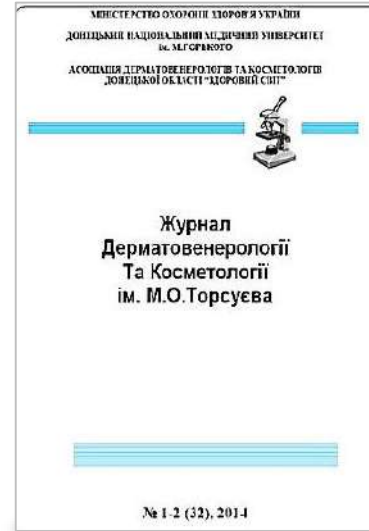 МІНІСТЕРСТВО ОХОРОНИ ЗДОРОВ'Я УКРАЇНИ
ДОНЕЦЬКИЙ НАЦІОНАЛЬНИЙ МЕДИЧНИЙ УНІВЕРСИТЕТ
ім. М.ГОРЬКОГО
АСОЦІАЦІЯ ДЕРМАТОВЕНЕРОЛОГІВ ТА КОСМЕТОЛОГІВ
ДОНЕЦЬКОЇ ОБЛАСТІ "ЗДОРОВИЙ СВІТ"
Журнал
Дерматовенерології
Та Косметології
ім. М.О.Торсуєва
№ 1-2 (32), 2014